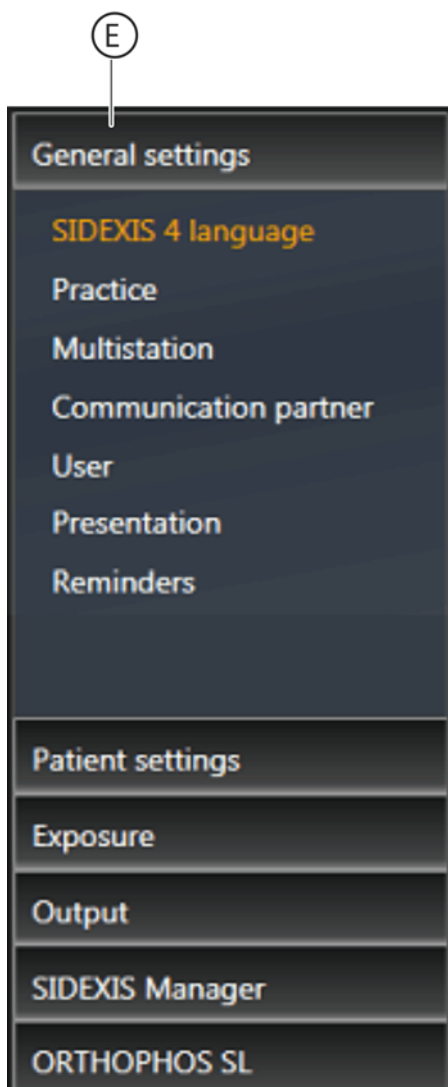 E
General settings
SIDEXIS 4 language
Practice
Multistation
Communication partner
User
Presentation
Reminders
Patient settings
Exposure
Output
SIDEXIS Manager
ORTHOPHOS SL